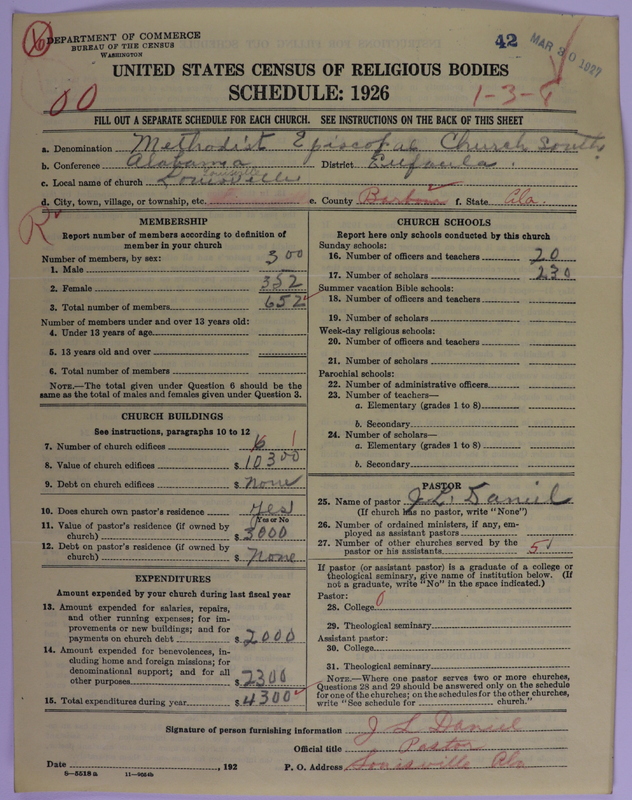 DEPARTMENT OF COMMERCE
BUREAU OF THE CENSUS
WASHINGTON
42
MAR 30 1927
UNITED STATES CENSUS OF RELIGIOUS BODIES
SCHEDULE: 1926
00
1-3-8
FILL OUT A SEPARATE SCHEDULE FOR EACH CHURCH. SEE INSTRUCTIONS ON THE BACK OF THIS SHEET
a. Denomination Methodist Episcopal Church South
b. Conference Alabama District Eufaula.
c. Local name of church Louisville
d. City, town, village, or township, etc. e. County Barbour f. State Ala.
R
MEMBERSHIP
Report number of members according to definition of
member in your church
Number of members, by sex:
1. Male 300
2. Female 352
3. Total number of members 652
Number of members under and over 13 years old:
4. Under 13 years of age
5. 13 years old and over
6. Total number of members
NOTE.—The total given under Question 6 should be the
same as the total of males and females given under Question 3.
CHURCH BUILDINGS
See instructions, paragraphs 10 to 12
7. Number of church edifices 6 1
8. Value of church edifices $ 10300
9. Debt on church edifices $ None
10. Does church own pastor's residence Yes
Yes or No
11. Value of pastor's residence (if owned by
church) $ 3000
12. Debt on pastor's residence (if owned by
church) $ None
EXPENDITURES
Amount expended by your church during last fiscal year
13. Amount expended for salaries, repairs,
and other running expenses; for im-
provements or new buildings; and for
payments on church debt $ 2000
14. Amount expended for benevolences, in-
cluding home and foreign missions; for
denominational support; and for all
other purposes $ 2300
15. Total expenditures during year $ 4300
CHURCH SCHOOLS
Report here only schools conducted by this church
Sunday schools:
16. Number of officers and teachers 20
17. Number of scholars 230
Summer vacation Bible schools:
18. Number of officers and teachers
19. Number of scholars
Week-day religious schools:
20. Number of officers and teachers
21. Number of scholars
Parochial schools:
22. Number of administrative officers
23. Number of teachers—
a. Elementary (grades 1 to 8)
b. Secondary
24. Number of scholars—
a. Elementary (grades 1 to 8)
b. Secondary
PASTOR
25. Name of pastor J. L. Daniel
(If church has no pastor, write "None")
26. Number of ordained ministers, if any, em-
ployed as assistant pastors
27. Number of other churches served by the
pastor or his assistants 5
If pastor (or assistant pastor) is a graduate of a college or
theological seminary, give name of institution below. (If
not a graduate, write "No" in the space indicated.)
Pastor:
28. College 0
29. Theological seminary
Assistant pastor:
30. College
31. Theological seminary
NOTE.—Where one pastor serves two or more churches,
Questions 28 and 29 should be answered only on the schedule
for one of the churches; on the schedules for the other churches,
write "See schedule for church."
Signature of person furnishing information J L Daniel
Official title Pastor
Date , 192 P. O. Address Louisville Ala
8—5518 a 11—9664b